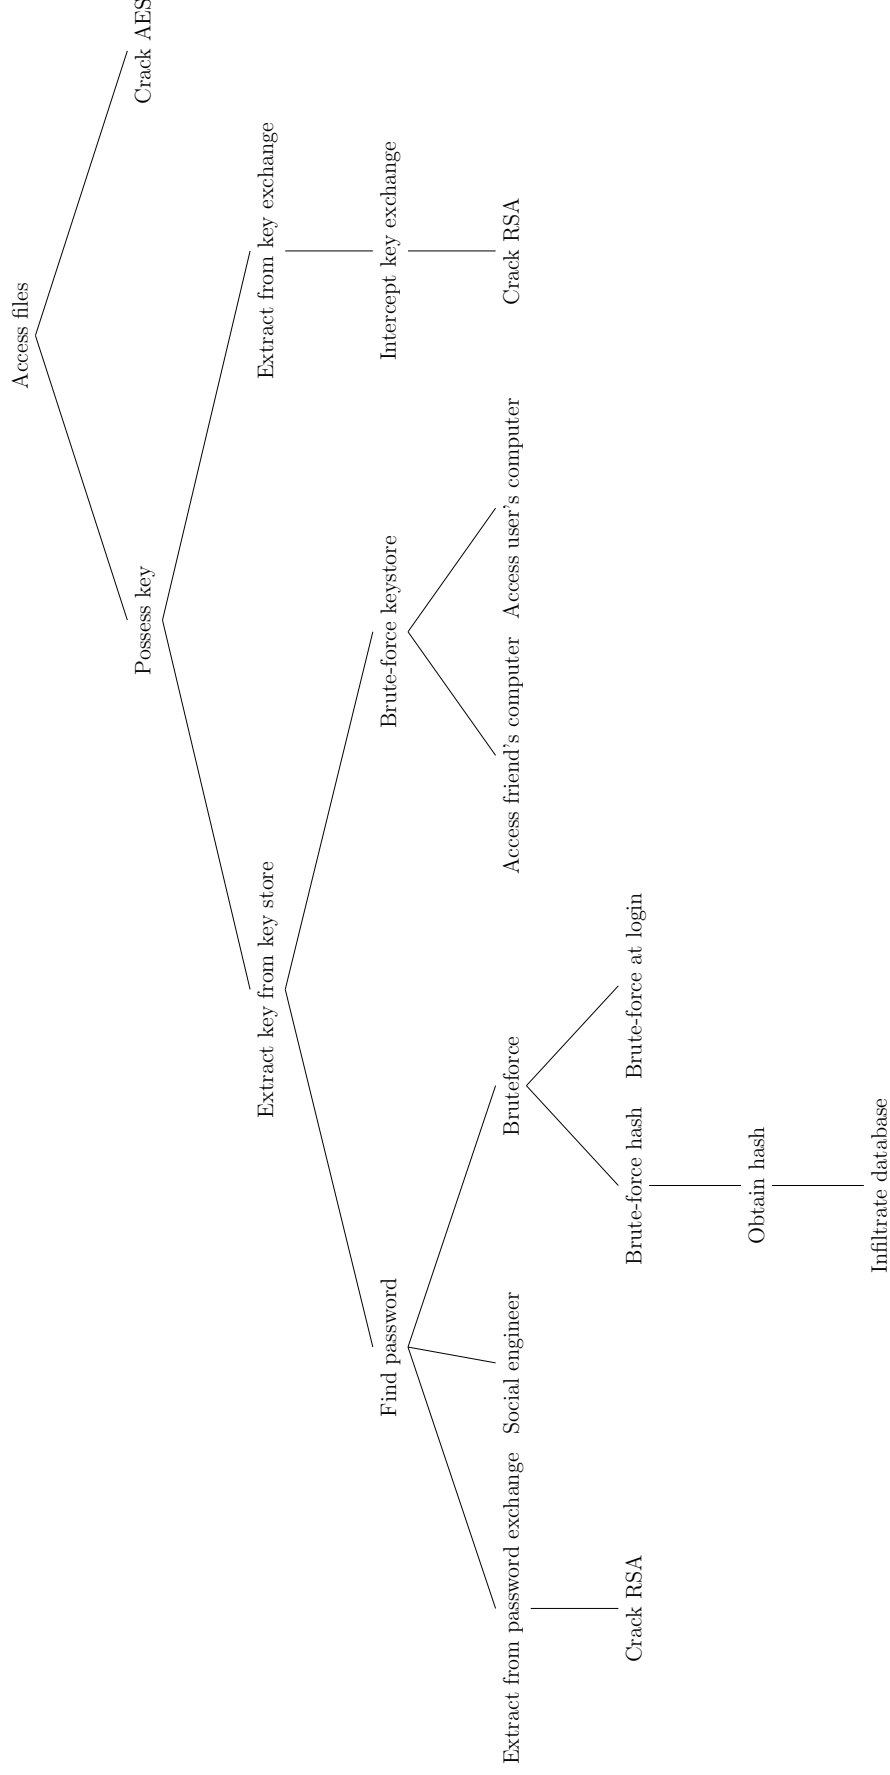 Access files
Possess key
Crack AES
Extract key from key store
Extract from key exchange
Find password
Brute-force keystore
Intercept key exchange
Extract from password exchange
Social engineer
Bruteforce
Access friend's computer
Access user's computer
Crack RSA
Crack RSA
Brute-force hash
Brute-force at login
Obtain hash
Infiltrate database